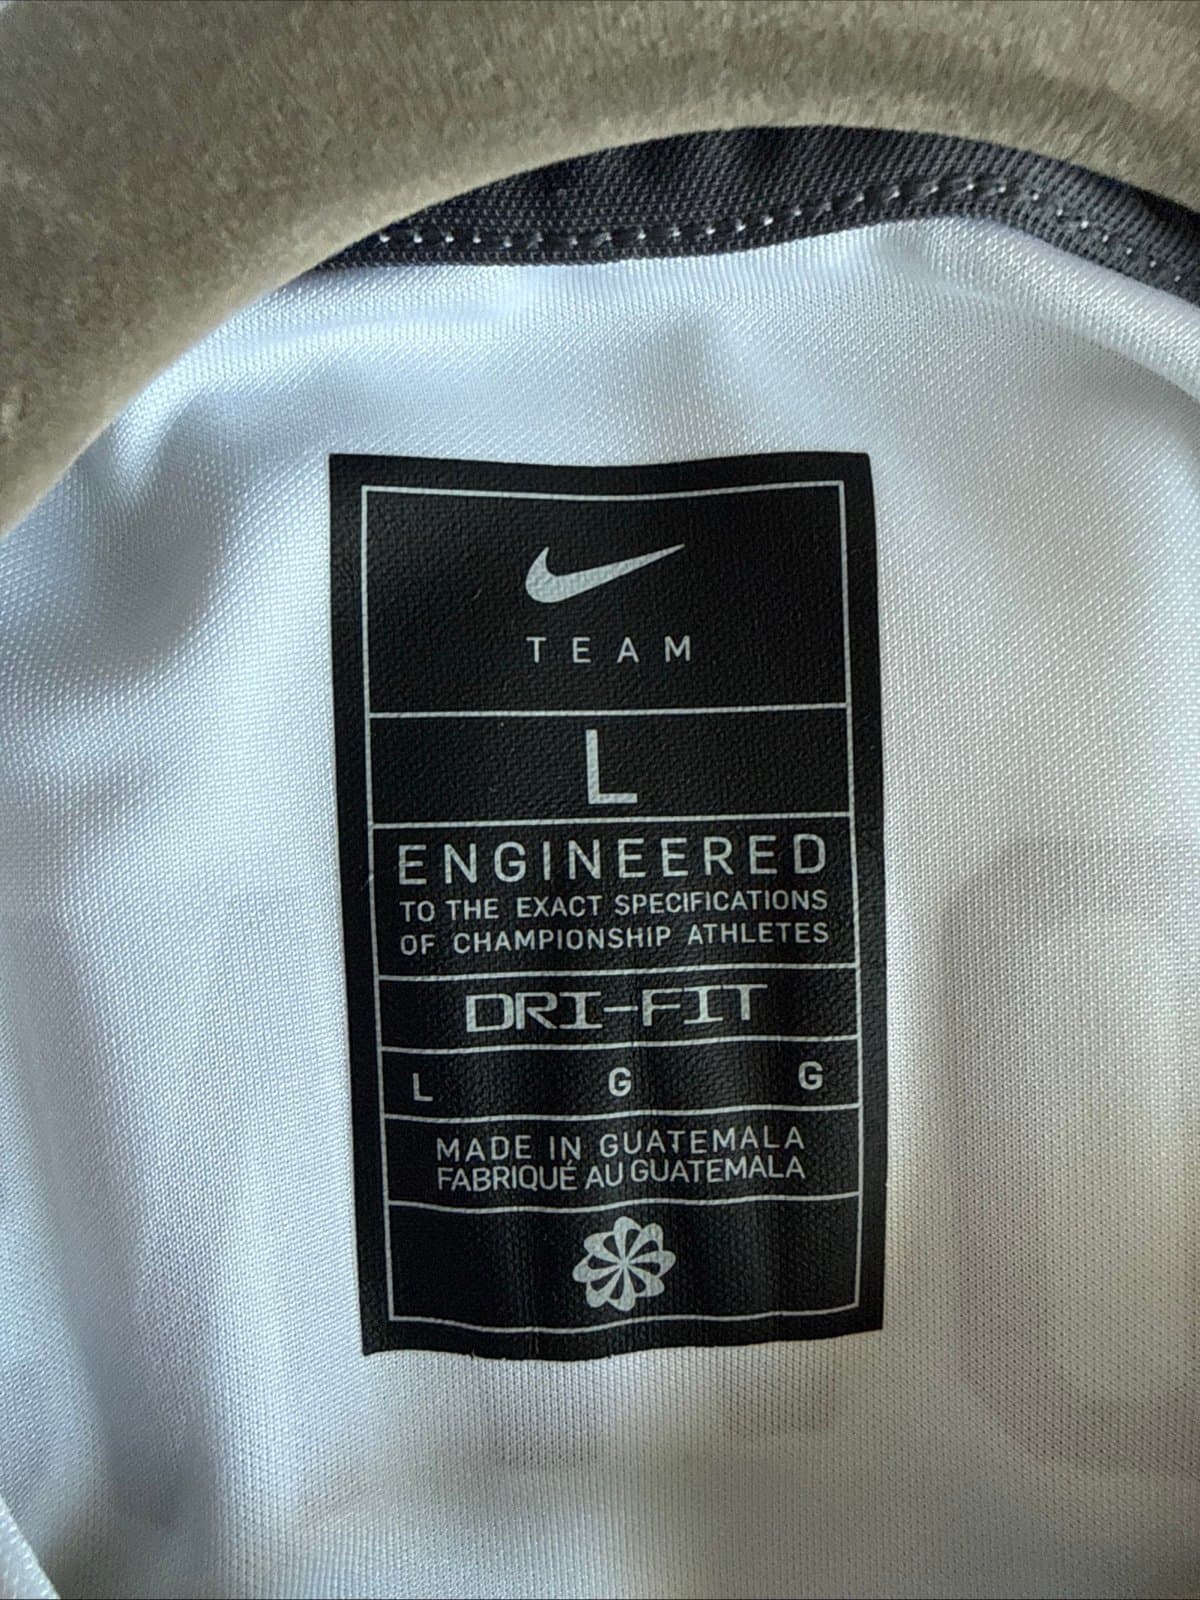 TEAM
L
ENGINEERED
TO THE EXACT SPECIFICATIONS
OF CHAMPIONSHIP ATHLETES
DRI-FIT
L G G
MADE IN GUATEMALA
FABRIQUÉ AU GUATEMALA